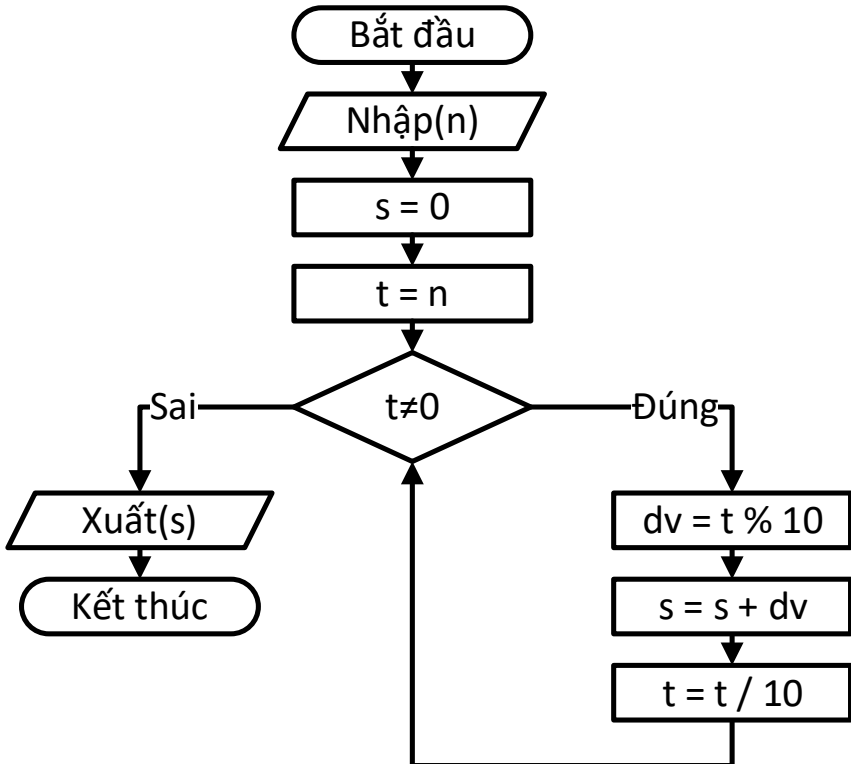 Bắt đầu
Nhập(n)
s = 0
t = n
t≠0
Sai
Đúng
Xuất(s)
Kết thúc
dv = t % 10
s = s + dv
t = t / 10